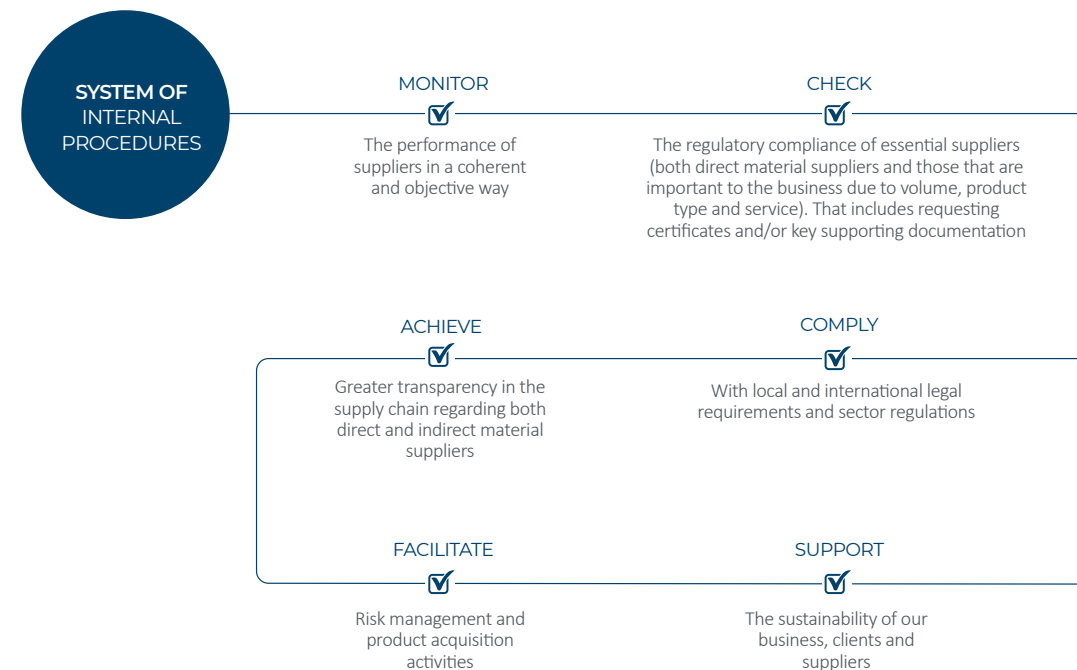 SYSTEM OF
INTERNAL
PROCEDURES
MONITOR
The performance of
suppliers in a coherent
and objective way
CHECK
The regulatory compliance of essential suppliers
(both direct material suppliers and those that are
important to the business due to volume, product
type and service). That includes requesting
certificates and/or key supporting documentation
ACHIEVE
Greater transparency in the
supply chain regarding both
direct and indirect material
suppliers
COMPLY
With local and international legal
requirements and sector regulations
FACILITATE
Risk management and
product acquisition
activities
SUPPORT
The sustainability of our
business, clients and
suppliers